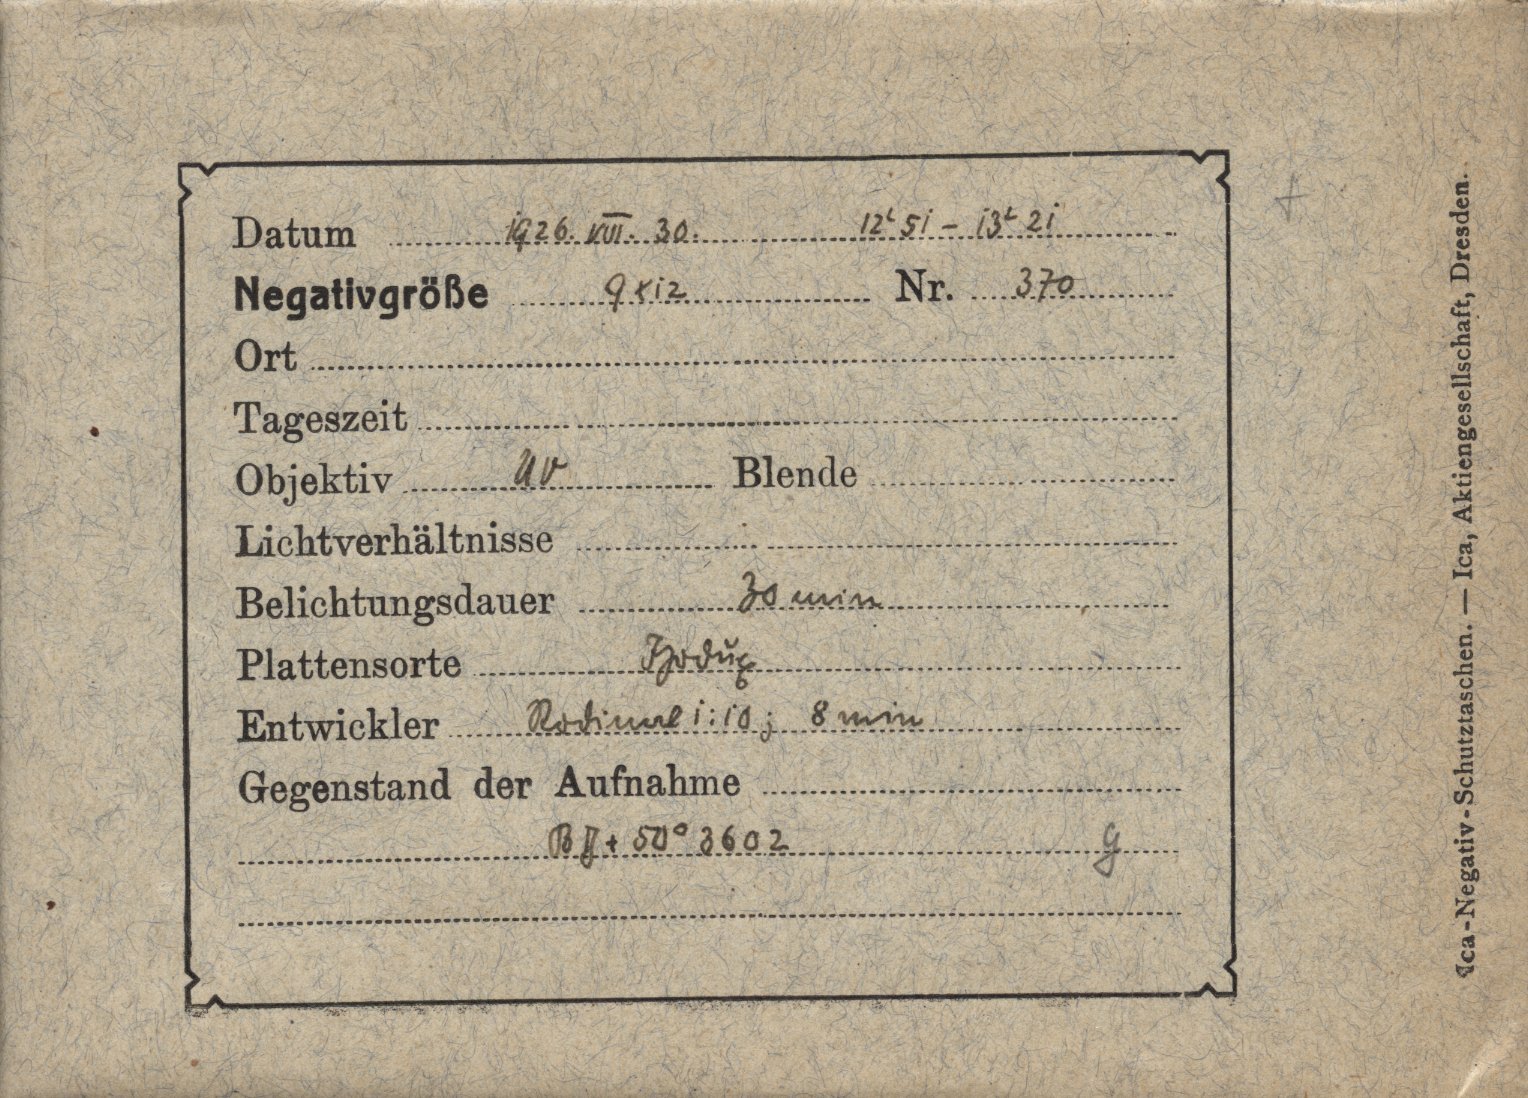 Datum 1926. VIII. 30. 12ʰ 51 – 13ʰ 21
Negativgröße 9x12 Nr. 370
Ort
Tageszeit
Objektiv UV Blende
Lichtverhältnisse
Belichtungsdauer 30 min
Plattensorte
Entwickler Rodinal 1:10; 8 min
Gegenstand der Aufnahme
BD + 50° 3602 g
Ica-Negativ-Schutztaschen. — Ica, Aktiengesellschaft, Dresden.